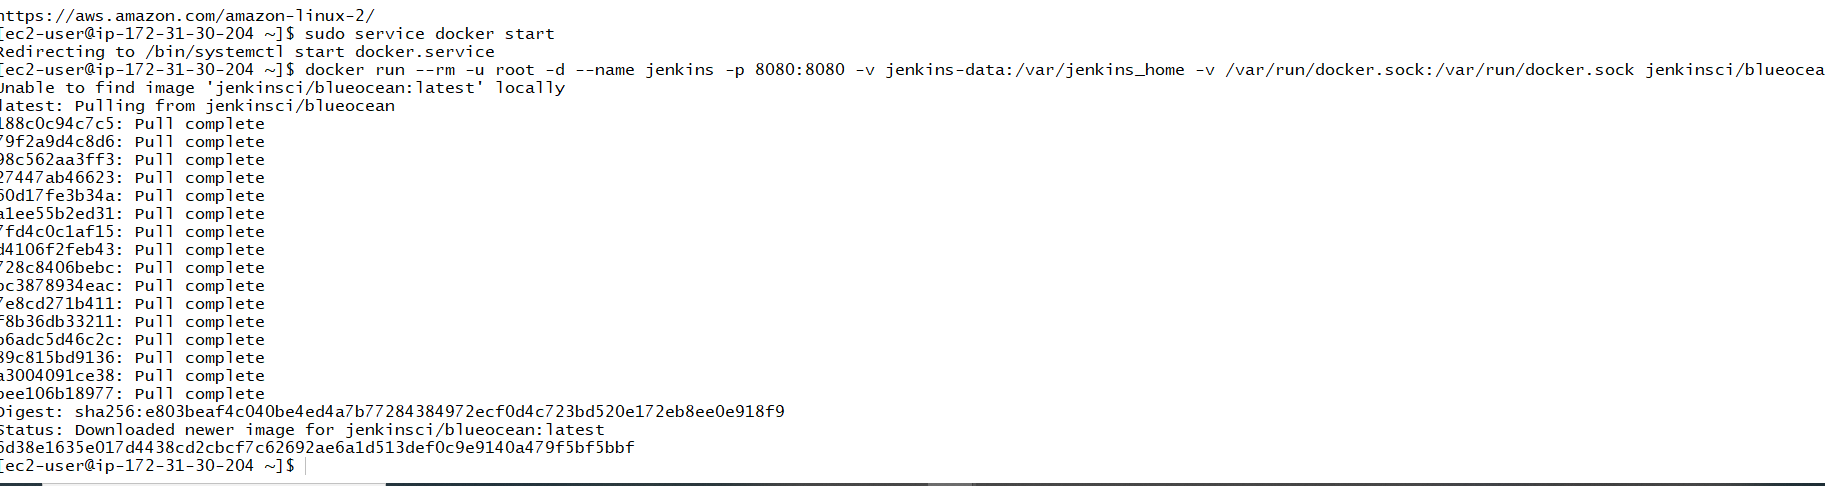 https://aws.amazon.com/amazon-linux-2/
[ec2-user@ip-172-31-30-204 ~]$ sudo service docker start
Redirecting to /bin/systemctl start docker.service
[ec2-user@ip-172-31-30-204 ~]$ docker run --rm -u root -d --name jenkins -p 8080:8080 -v jenkins-data:/var/jenkins_home -v /var/run/docker.sock:/var/run/docker.sock jenkinsci/blueocea
Unable to find image 'jenkinsci/blueocean:latest' locally
latest: Pulling from jenkinsci/blueocean
188c0c94c7c5: Pull complete
79f2a9d4c8d6: Pull complete
98c562aa3ff3: Pull complete
27447ab46623: Pull complete
60d17fe3b34a: Pull complete
a1ee55b2ed31: Pull complete
7fd4c0c1af15: Pull complete
d4106f2feb43: Pull complete
728c8406bebc: Pull complete
bc3878934eac: Pull complete
7e8cd271b411: Pull complete
f8b36db33211: Pull complete
b6adc5d46c2c: Pull complete
89c815bd9136: Pull complete
a3004091ce38: Pull complete
bee106b18977: Pull complete
Digest: sha256:e803beaf4c040be4ed4a7b77284384972ecf0d4c723bd520e172eb8ee0e918f9
Status: Downloaded newer image for jenkinsci/blueocean:latest
6d38e1635e017d4438cd2cbcf7c62692ae6a1d513def0c9e9140a479f5bf5bbf
[ec2-user@ip-172-31-30-204 ~]$